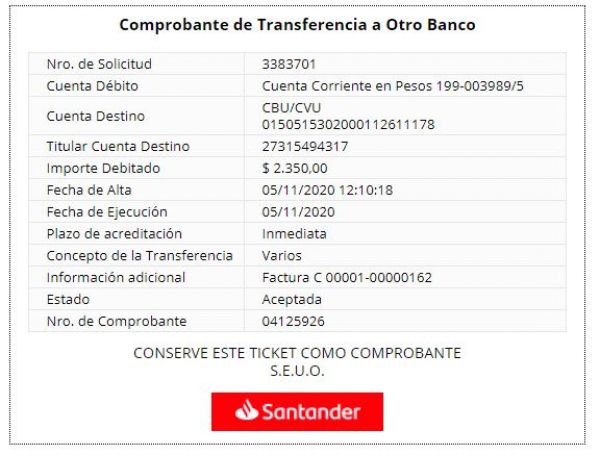 Comprobante de Transferencia a Otro Banco
Nro. de Solicitud 3383701
Cuenta Débito Cuenta Corriente en Pesos 199-003989/5
Cuenta Destino CBU/CVU
0150515302000112611178
Titular Cuenta Destino 27315494317
Importe Debitado $ 2.350,00
Fecha de Alta 05/11/2020 12:10:18
Fecha de Ejecución 05/11/2020
Plazo de acreditación Inmediata
Concepto de la Transferencia Varios
Información adicional Factura C 00001-00000162
Estado Aceptada
Nro. de Comprobante 04125926
CONSERVE ESTE TICKET COMO COMPROBANTE
S.E.U.O.
Santander